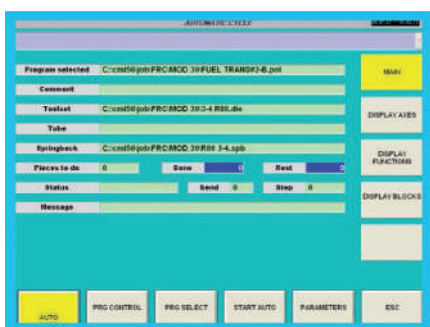 AUTOMATIC CYCLE
Program selected C:\cml50\job\FRC\MOD 30\FUEL TRANS#2-B.pol
MAIN
Comment
Toolset C:\cml50\job\FRC\MOD 30\3-4 R86.die
DISPLAY AXES
Tube
Springback C:\cml50\job\FRC\MOD 30\R86 3-4.spb
DISPLAY FUNCTIONS
Pieces to do 0 Done 0 Rest 0
Status Bend 0 Step 0
DISPLAY BLOCKS
Message
AUTO PRG CONTROL PRG SELECT START AUTO PARAMETERS ESC